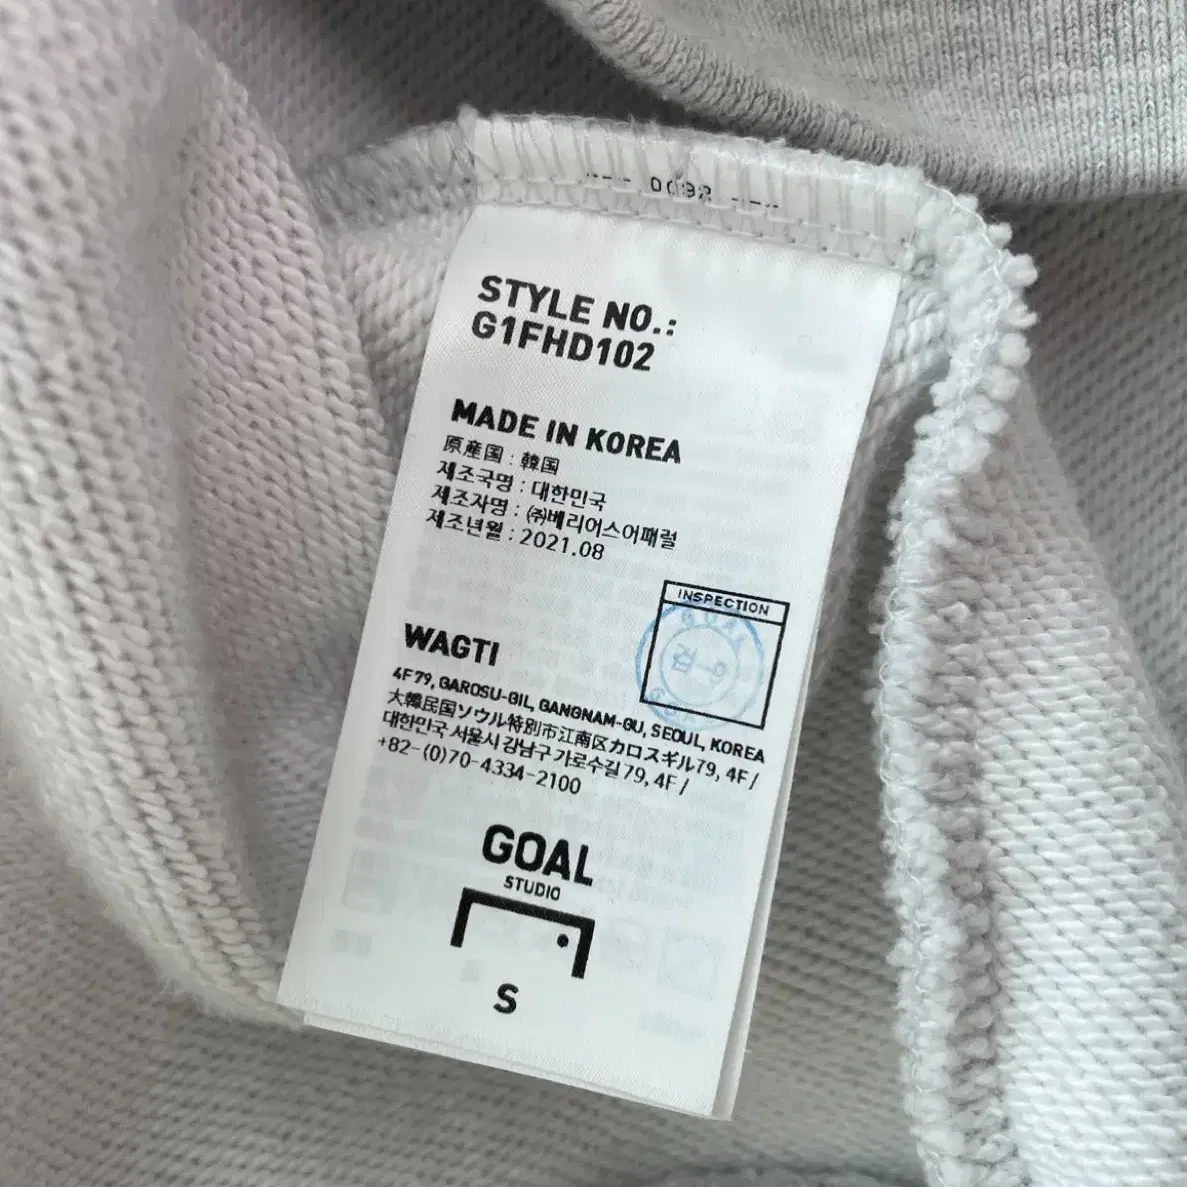 0092
STYLE NO.:
G1FHD102
MADE IN KOREA
原産国 : 韓国
제조국명 : 대한민국
제조자명 : ㈜베리어스어패럴
제조년월 : 2021.08
INSPECTION
WAGTI
4F 79, GAROSU-GIL, GANGNAM-GU, SEOUL, KOREA
大韓民国ソウル特別市江南区カロスギル79, 4F /
대한민국 서울시 강남구 가로수길 79, 4F /
+82-(0)70-4334-2100
GOAL
STUDIO
S